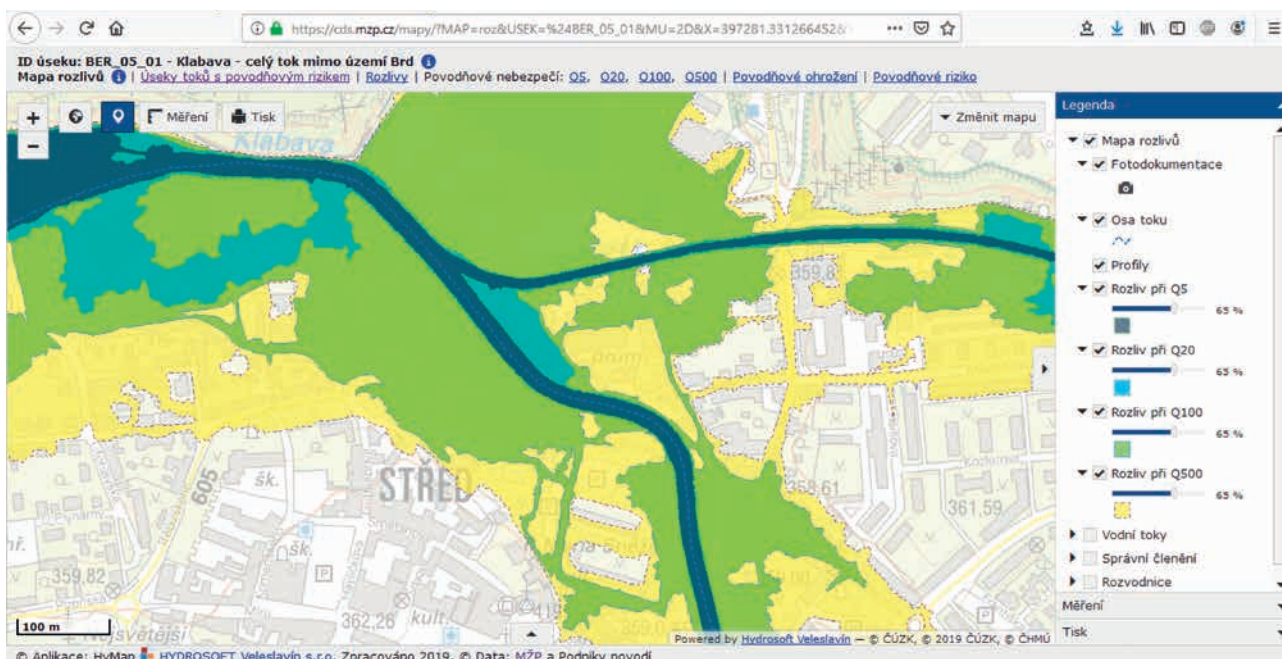 https://cds.mzp.cz/mapy/?MAP=roz&USEK=%24BER_05_01&MU=2D&X=397281.331266452&
ID úseku: BER_05_01 - Klabava - celý tok mimo území Brd
Mapa rozlivů | Úseky toků s povodňovým rizikem | Rozlivy | Povodňové nebezpečí: Q5, Q20, Q100, Q500 | Povodňové ohrožení | Povodňové riziko
+
−
Měření
Tisk
Změnit mapu
Klabava
359,8
STŘED
605
šk.
šk.
358,61
361,59
359,82
362,26
kult.
P
P
Nejsvětější
100 m
Powered by Hydrosoft Veleslavín — © ČÚZK, © 2019 ČÚZK, © ČHMÚ
Legenda
Mapa rozlivů
Fotodokumentace
Osa toku
Profily
Rozliv při Q5
65 %
Rozliv při Q20
65 %
Rozliv při Q100
65 %
Rozliv při Q500
65 %
Vodní toky
Správní členění
Rozvodnice
Měření
Tisk
© Aplikace: HyMap HYDROSOFT Veleslavín s.r.o. Zpracováno 2019. © Data: MŽP a Podniky povodí